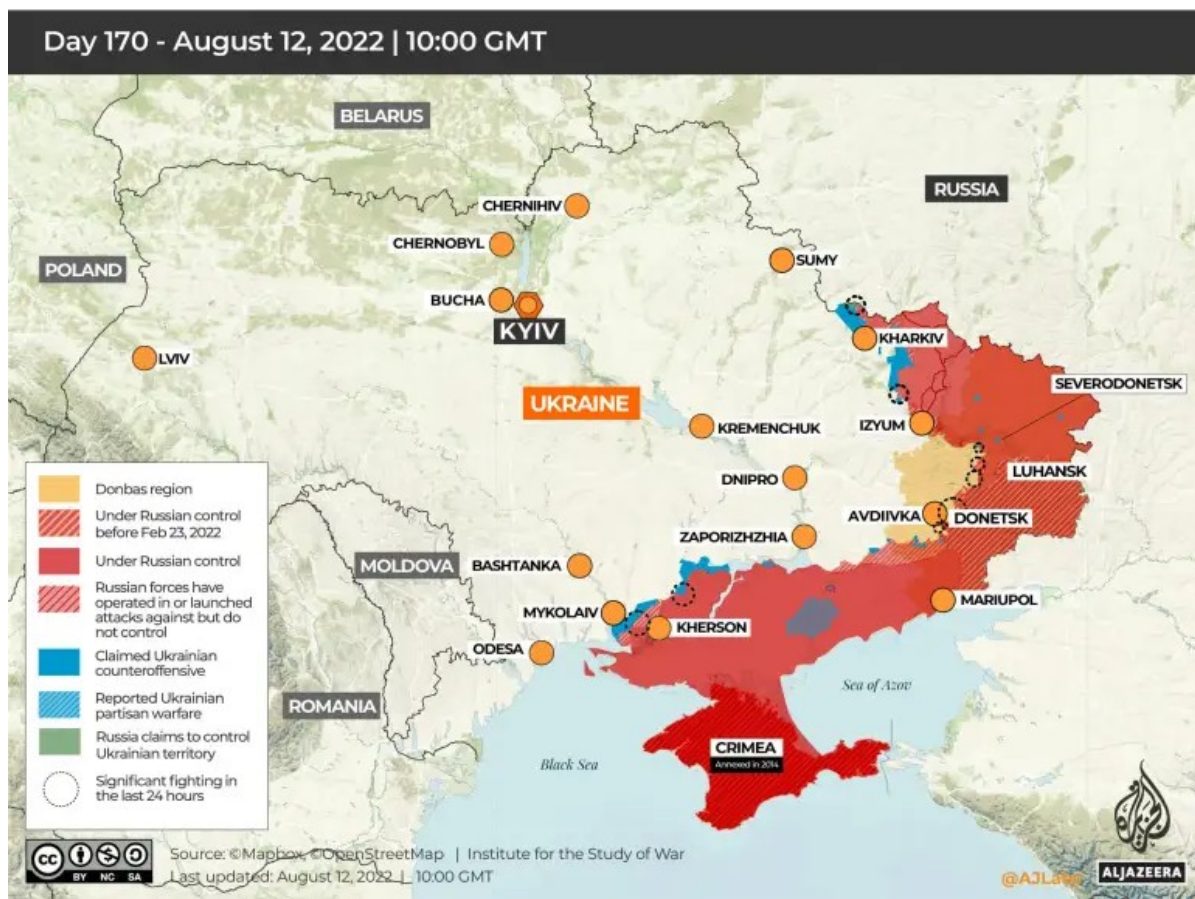 Day 170 - August 12, 2022 | 10:00 GMT
BELARUS
RUSSIA
CHERNIHIV
CHERNOBYL
SUMY
POLAND
BUCHA
KYIV
KHARKIV
LVIV
SEVERODONETSK
UKRAINE
KREMENCHUK
IZYUM
LUHANSK
DNIPRO
AVDIIVKA
DONETSK
ZAPORIZHZHIA
MOLDOVA
BASHTANKA
MARIUPOL
MYKOLAIV
KHERSON
ODESA
Sea of Azov
ROMANIA
CRIMEA
Annexed in 2014
Black Sea
Donbas region
Under Russian control
before Feb 23, 2022
Under Russian control
Russian forces have
operated in or launched
attacks against but do
not control
Claimed Ukrainian
counteroffensive
Reported Ukrainian
partisan warfare
Russia claims to control
Ukrainian territory
Significant fighting in
the last 24 hours
cc BY NC SA
Source: ©Mapbox, ©OpenStreetMap | Institute for the Study of War
Last updated: August 12, 2022 | 10:00 GMT
ALJAZEERA